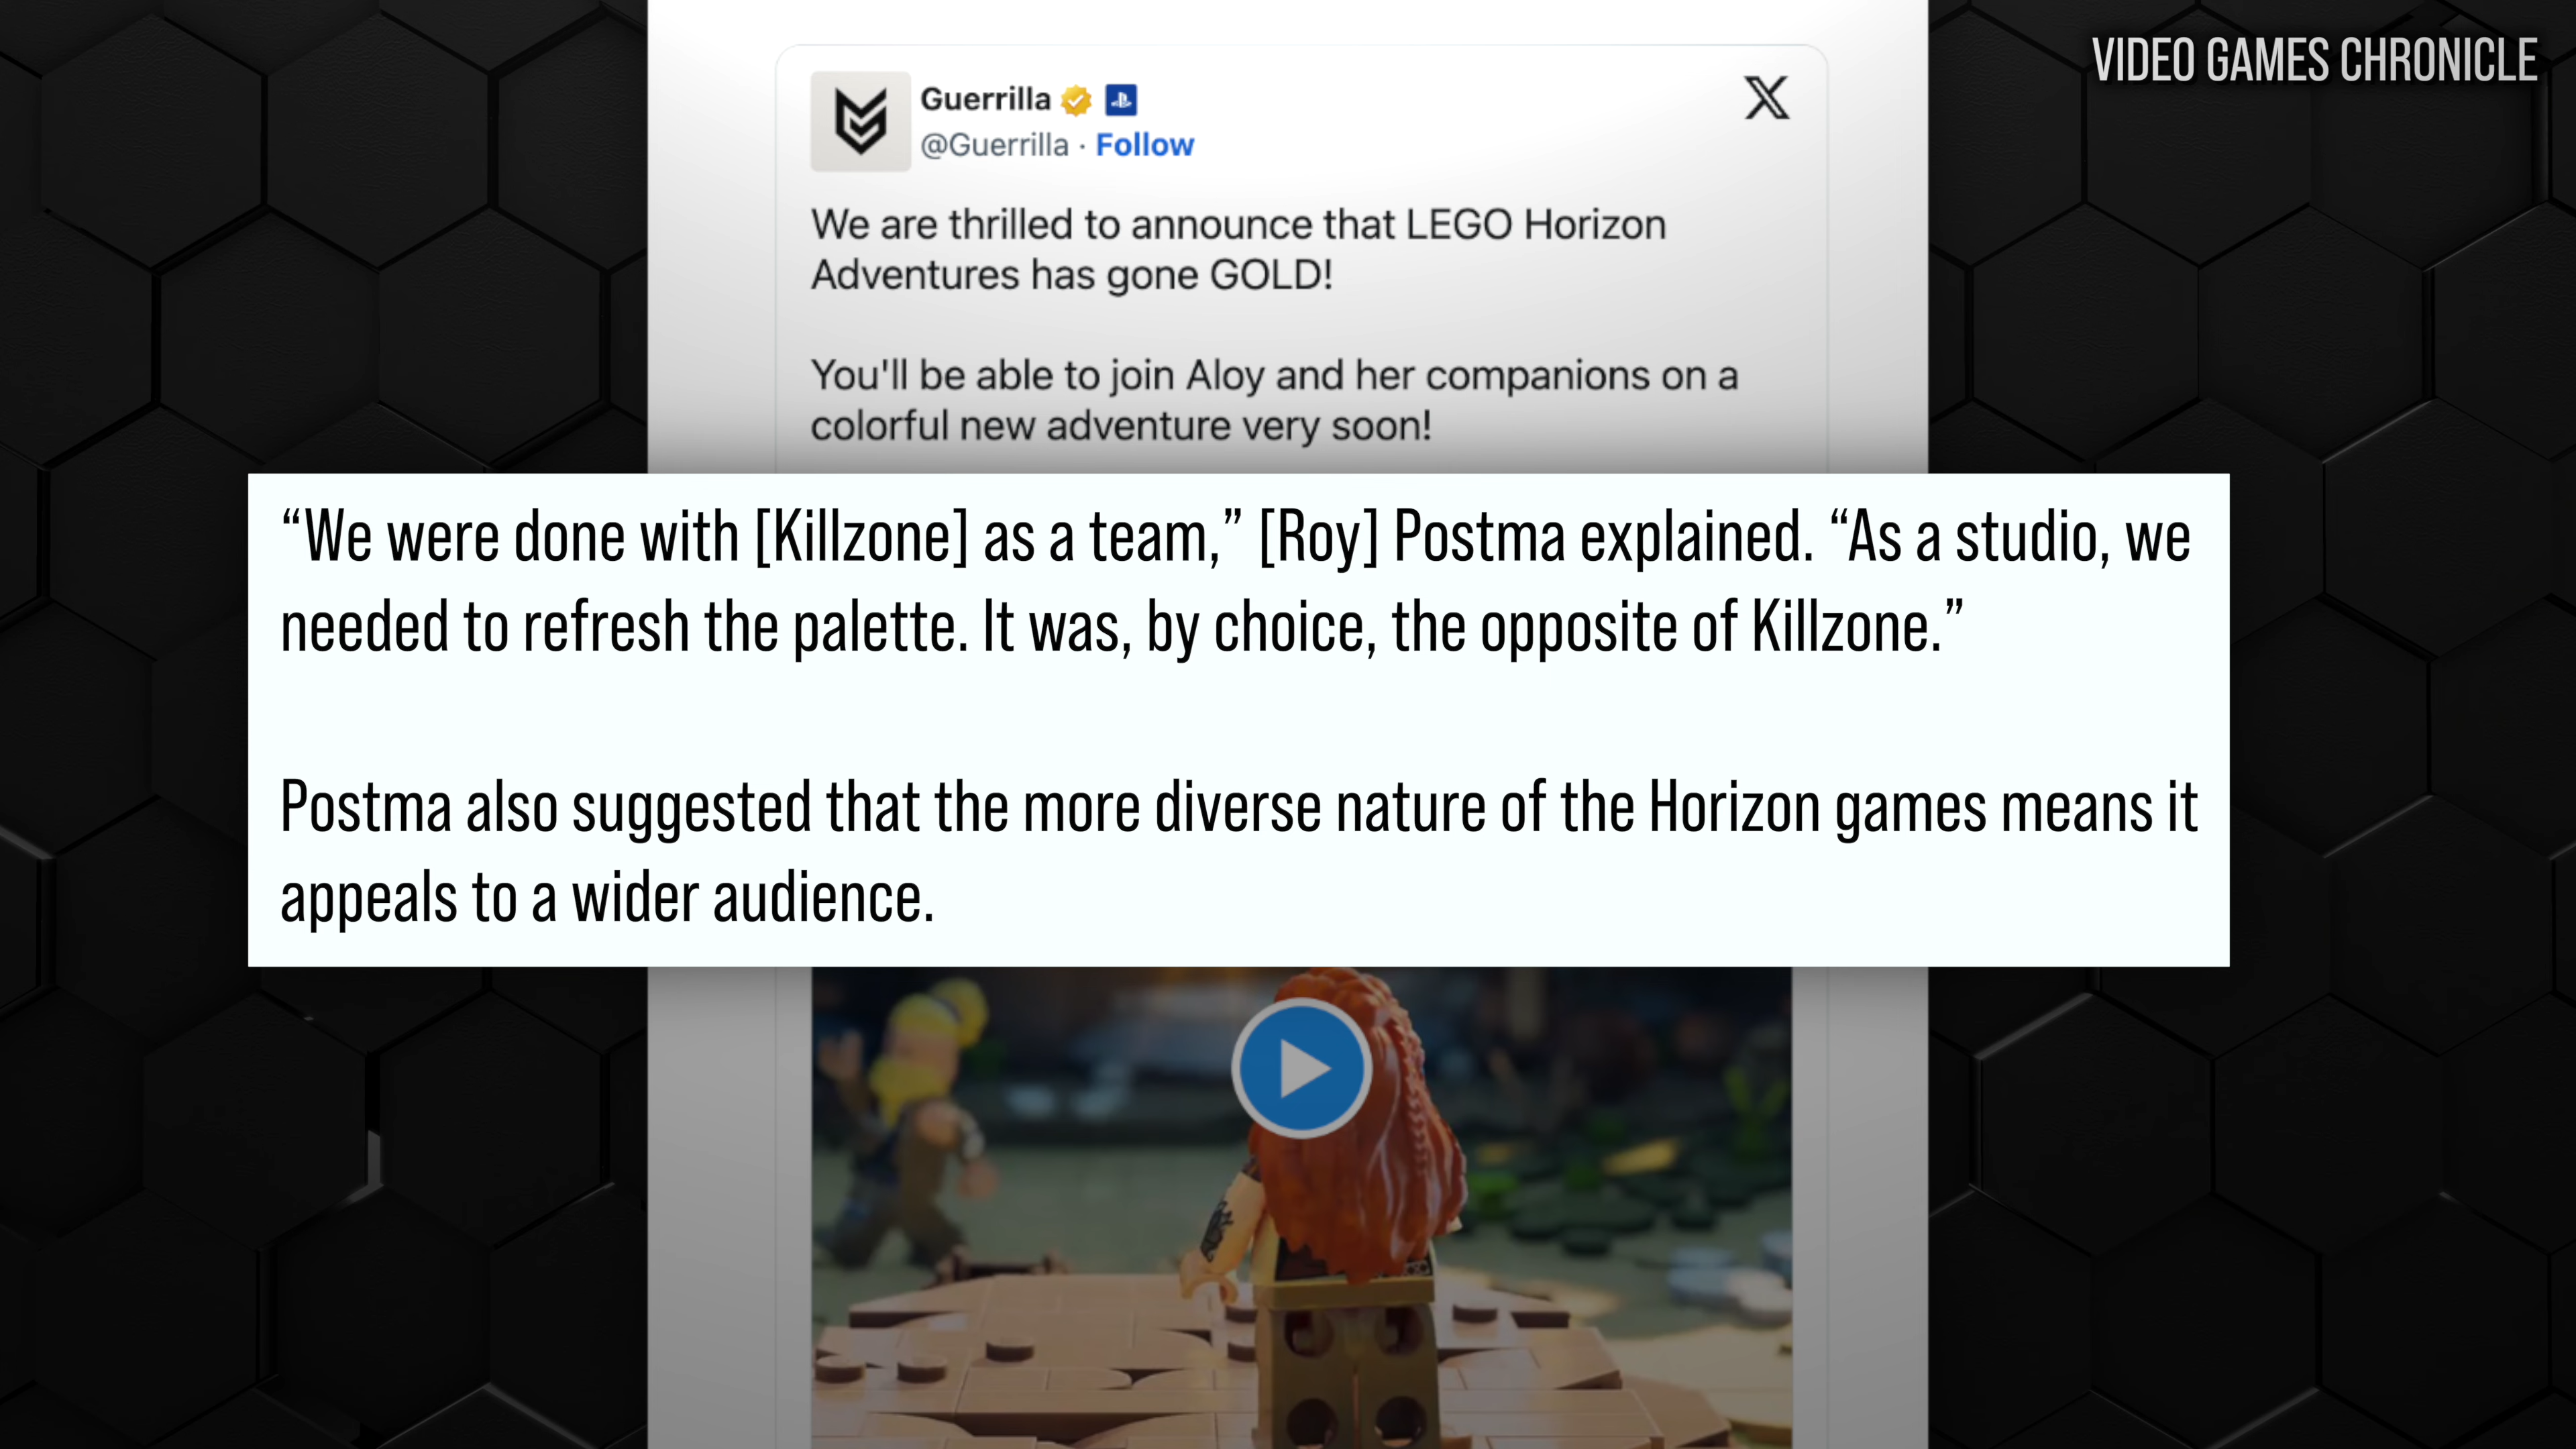 VIDEO GAMES CHRONICLE
Guerrilla
@Guerrilla · Follow
We are thrilled to announce that LEGO Horizon
Adventures has gone GOLD!
You'll be able to join Aloy and her companions on a
colorful new adventure very soon!
“We were done with [Killzone] as a team,” [Roy] Postma explained. “As a studio, we
needed to refresh the palette. It was, by choice, the opposite of Killzone.”
Postma also suggested that the more diverse nature of the Horizon games means it
appeals to a wider audience.